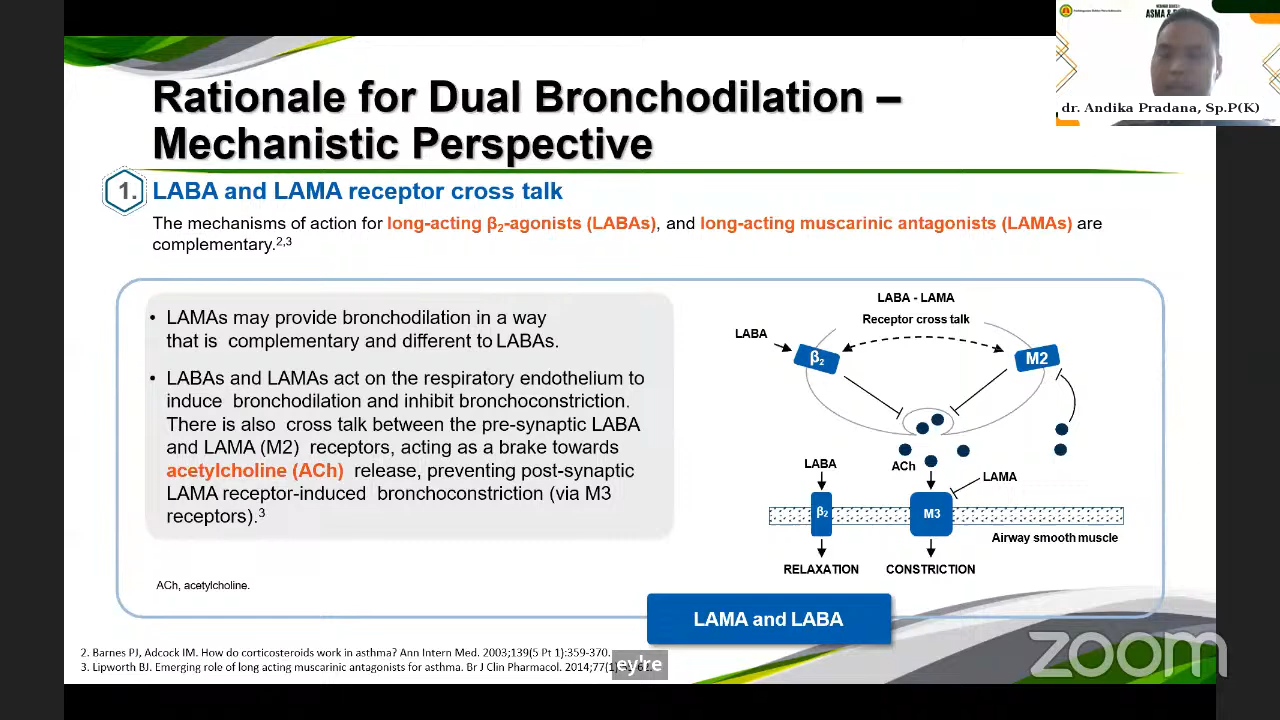 ASMA &
dr. Andika Pradana, Sp.P(K)
Rationale for Dual Bronchodilation –
Mechanistic Perspective
1. LABA and LAMA receptor cross talk
The mechanisms of action for long-acting β2-agonists (LABAs), and long-acting muscarinic antagonists (LAMAs) are
complementary.2,3
• LAMAs may provide bronchodilation in a way
that is complementary and different to LABAs.
• LABAs and LAMAs act on the respiratory endothelium to
induce bronchodilation and inhibit bronchoconstriction.
There is also cross talk between the pre-synaptic LABA
and LAMA (M2) receptors, acting as a brake towards
acetylcholine (ACh) release, preventing post-synaptic
LAMA receptor-induced bronchoconstriction (via M3
receptors).3
ACh, acetylcholine.
LABA - LAMA
Receptor cross talk
LABA
β2
M2
LABA
ACh
LAMA
β2
M3
Airway smooth muscle
RELAXATION
CONSTRICTION
LAMA and LABA
2. Barnes PJ, Adcock IM. How do corticosteroids work in asthma? Ann Intern Med. 2003;139(5 Pt 1):359-370.
3. Lipworth BJ. Emerging role of long acting muscarinic antagonists for asthma. Br J Clin Pharmacol. 2014;77(1)
ey're
zoom